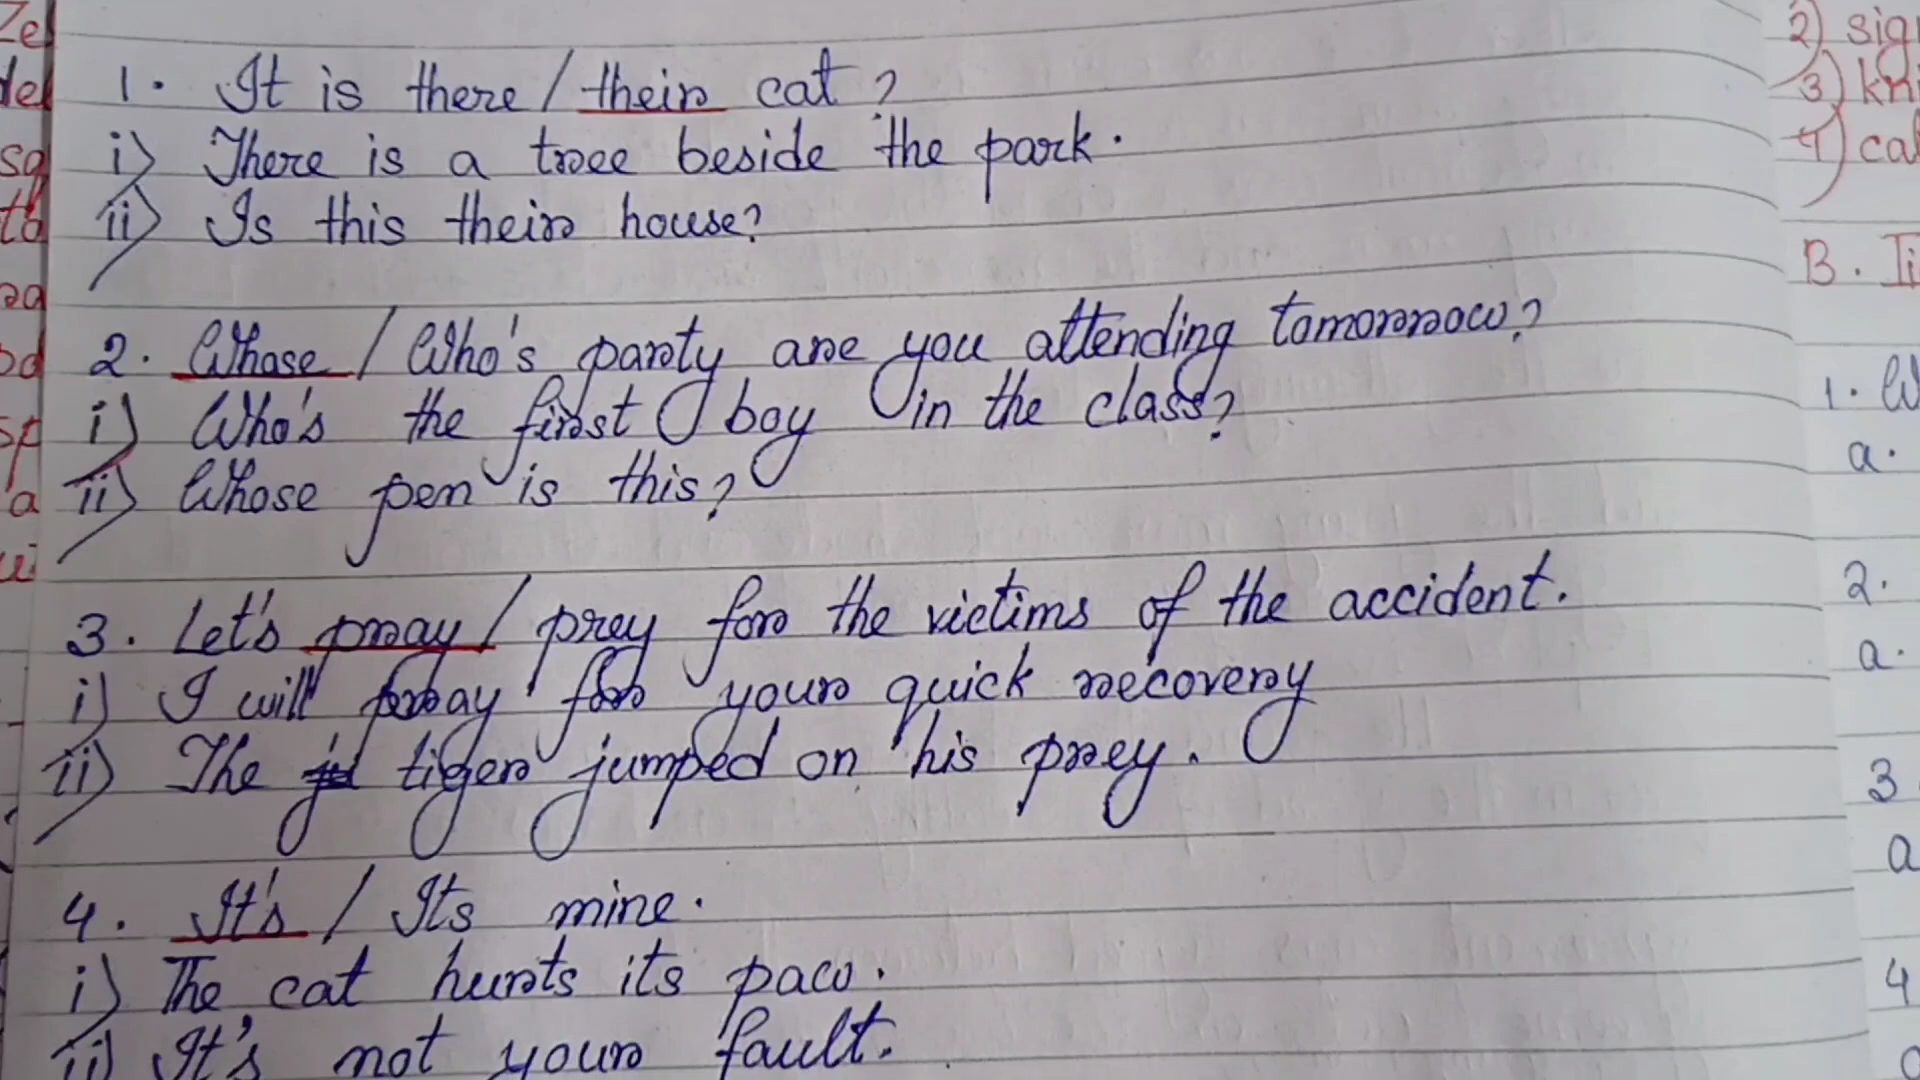 1. It is there / their cat?
i) There is a tree beside the park.
ii) Is this their house?
2. Whose / Who's party are you attending tomorrow?
i) Who's the first boy in the class?
ii) Whose pen is this?
3. Let's pray / prey for the victims of the accident.
i) I will pray for your quick recovery
ii) The tiger jumped on his prey.
4. It's / Its mine.
i) The cat hurts its paw.
ii) It's not your fault.
2)
3)
4)
B.
1.
a.
2.
a.
3
a
4